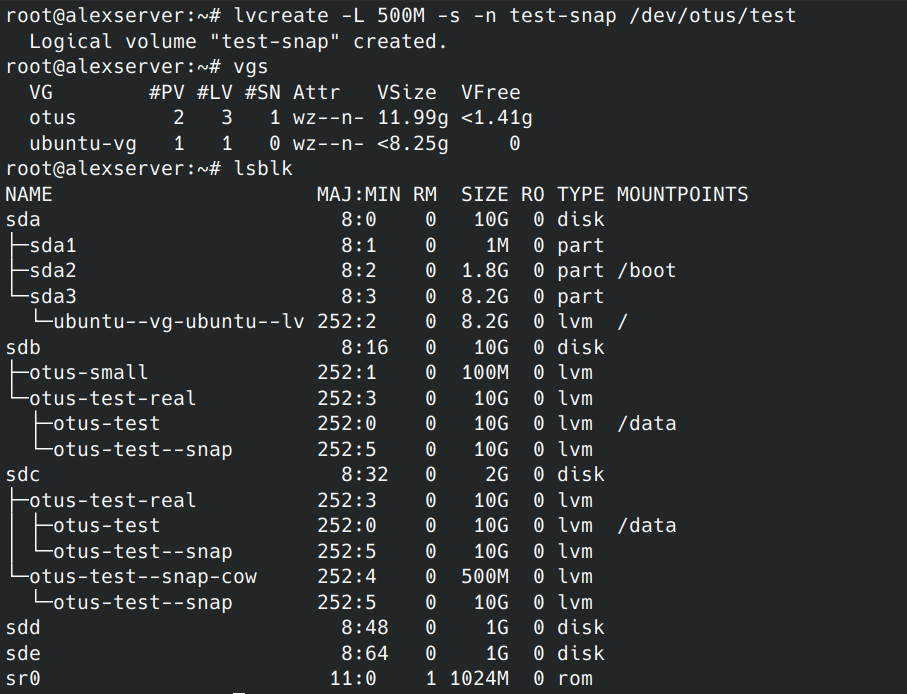 root@alexserver:~# lvcreate -L 500M -s -n test-snap /dev/otus/test
  Logical volume "test-snap" created.
root@alexserver:~# vgs
  VG        #PV #LV #SN Attr   VSize  VFree
  otus        2   3   1 wz--n- 11.99g <1.41g
  ubuntu-vg   1   1   0 wz--n- <8.25g     0
root@alexserver:~# lsblk
NAME                      MAJ:MIN RM  SIZE RO TYPE MOUNTPOINTS
sda                         8:0    0   10G  0 disk
├─sda1                      8:1    0    1M  0 part
├─sda2                      8:2    0  1.8G  0 part /boot
└─sda3                      8:3    0  8.2G  0 part
  └─ubuntu--vg-ubuntu--lv 252:2    0  8.2G  0 lvm  /
sdb                         8:16   0   10G  0 disk
├─otus-small              252:1    0  100M  0 lvm
└─otus-test-real          252:3    0   10G  0 lvm
  ├─otus-test             252:0    0   10G  0 lvm  /data
  └─otus-test--snap       252:5    0   10G  0 lvm
sdc                         8:32   0    2G  0 disk
├─otus-test-real          252:3    0   10G  0 lvm
│ ├─otus-test             252:0    0   10G  0 lvm  /data
│ └─otus-test--snap       252:5    0   10G  0 lvm
└─otus-test--snap-cow     252:4    0  500M  0 lvm
  └─otus-test--snap       252:5    0   10G  0 lvm
sdd                         8:48   0    1G  0 disk
sde                         8:64   0    1G  0 disk
sr0                        11:0    1 1024M  0 rom